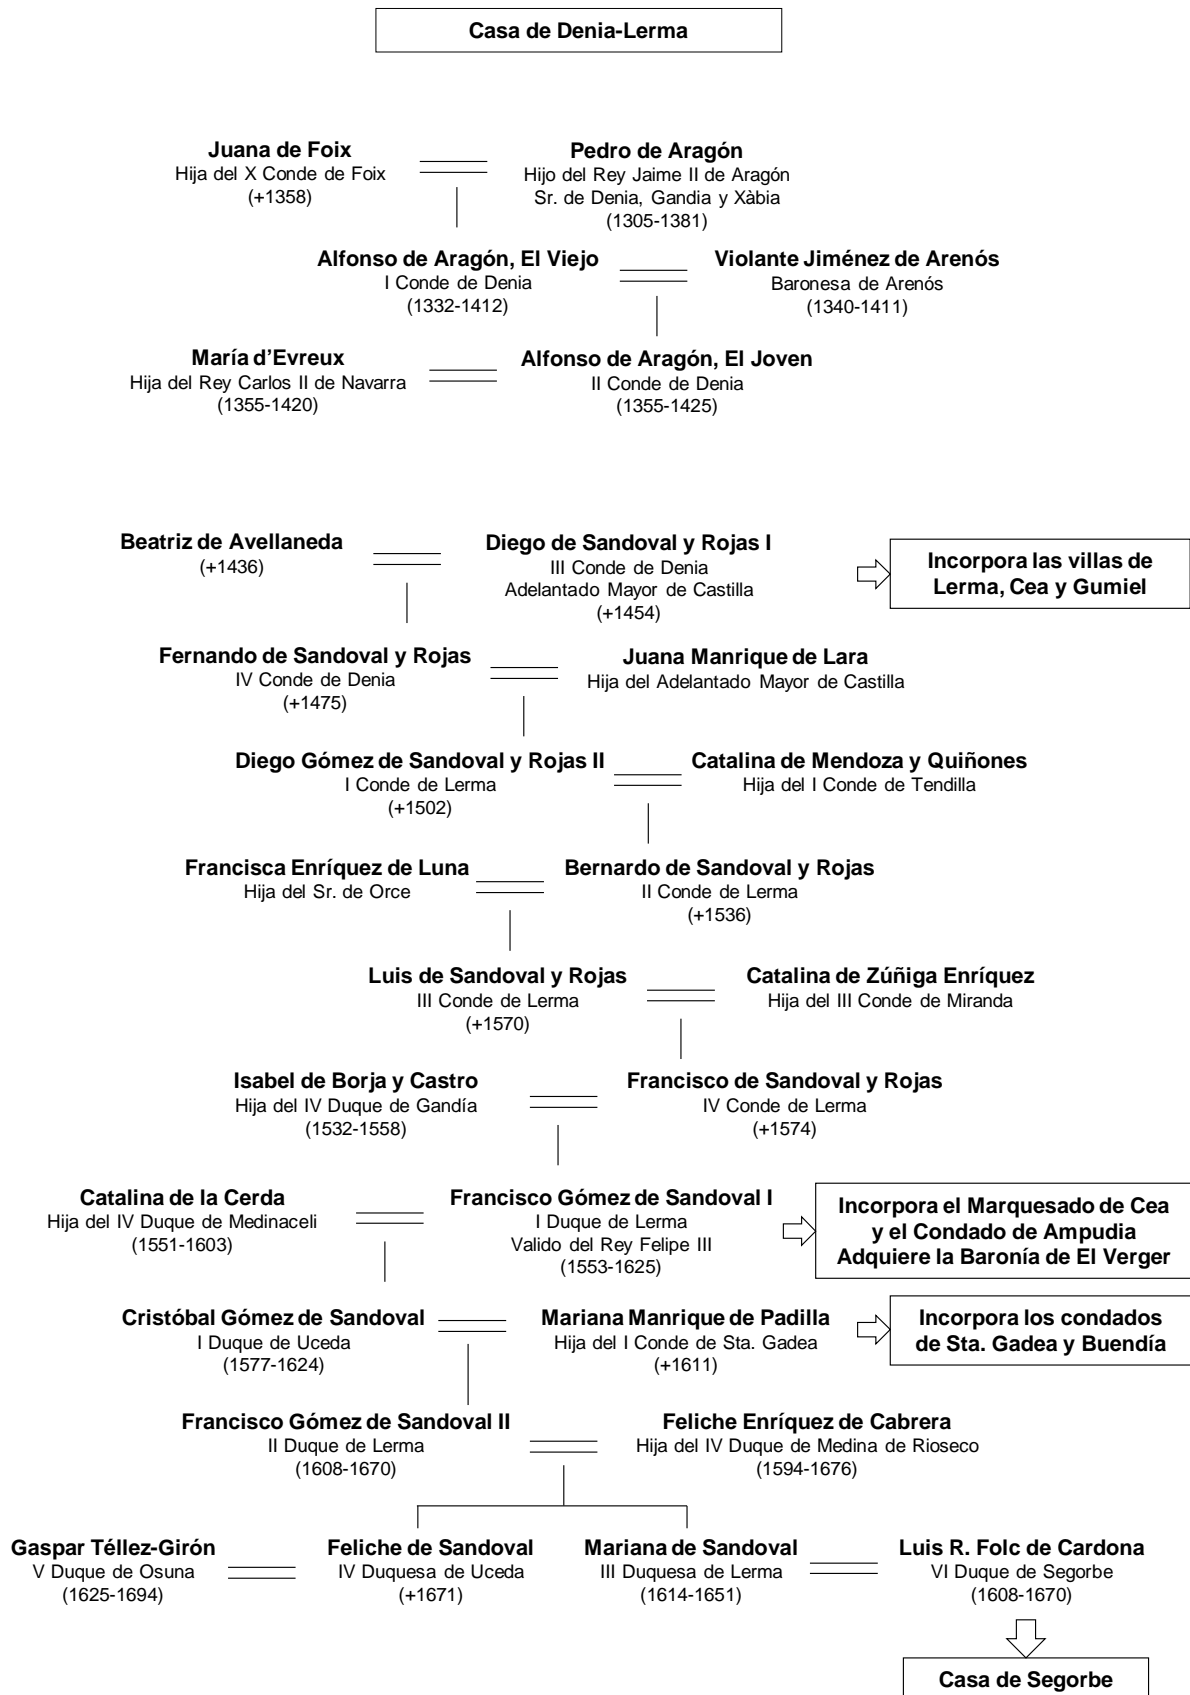 Casa de Denia-Lerma
Juana de Foix
Hija del X Conde de Foix
(+1358)
Pedro de Aragón
Hijo del Rey Jaime II de Aragón
Sr. de Denia, Gandia y Xàbia
(1305-1381)
Alfonso de Aragón, El Viejo
I Conde de Denia
(1332-1412)
Violante Jiménez de Arenós
Baronesa de Arenós
(1340-1411)
María d’Evreux
Hija del Rey Carlos II de Navarra
(1355-1420)
Alfonso de Aragón, El Joven
II Conde de Denia
(1355-1425)
Beatriz de Avellaneda
(+1436)
Diego de Sandoval y Rojas I
III Conde de Denia
Adelantado Mayor de Castilla
(+1454)
Incorpora las villas de
Lerma, Cea y Gumiel
Fernando de Sandoval y Rojas
IV Conde de Denia
(+1475)
Juana Manrique de Lara
Hija del Adelantado Mayor de Castilla
Diego Gómez de Sandoval y Rojas II
I Conde de Lerma
(+1502)
Catalina de Mendoza y Quiñones
Hija del I Conde de Tendilla
Francisca Enríquez de Luna
Hija del Sr. de Orce
Bernardo de Sandoval y Rojas
II Conde de Lerma
(+1536)
Luis de Sandoval y Rojas
III Conde de Lerma
(+1570)
Catalina de Zúñiga Enríquez
Hija del III Conde de Miranda
Isabel de Borja y Castro
Hija del IV Duque de Gandía
(1532-1558)
Francisco de Sandoval y Rojas
IV Conde de Lerma
(+1574)
Catalina de la Cerda
Hija del IV Duque de Medinaceli
(1551-1603)
Francisco Gómez de Sandoval I
I Duque de Lerma
Valido del Rey Felipe III
(1553-1625)
Incorpora el Marquesado de Cea
y el Condado de Ampudia
Adquiere la Baronía de El Verger
Cristóbal Gómez de Sandoval
I Duque de Uceda
(1577-1624)
Mariana Manrique de Padilla
Hija del I Conde de Sta. Gadea
(+1611)
Incorpora los condados
de Sta. Gadea y Buendía
Francisco Gómez de Sandoval II
II Duque de Lerma
(1608-1670)
Feliche Enríquez de Cabrera
Hija del IV Duque de Medina de Rioseco
(1594-1676)
Gaspar Téllez-Girón
V Duque de Osuna
(1625-1694)
Feliche de Sandoval
IV Duquesa de Uceda
(+1671)
Mariana de Sandoval
III Duquesa de Lerma
(1614-1651)
Luis R. Folc de Cardona
VI Duque de Segorbe
(1608-1670)
Casa de Segorbe